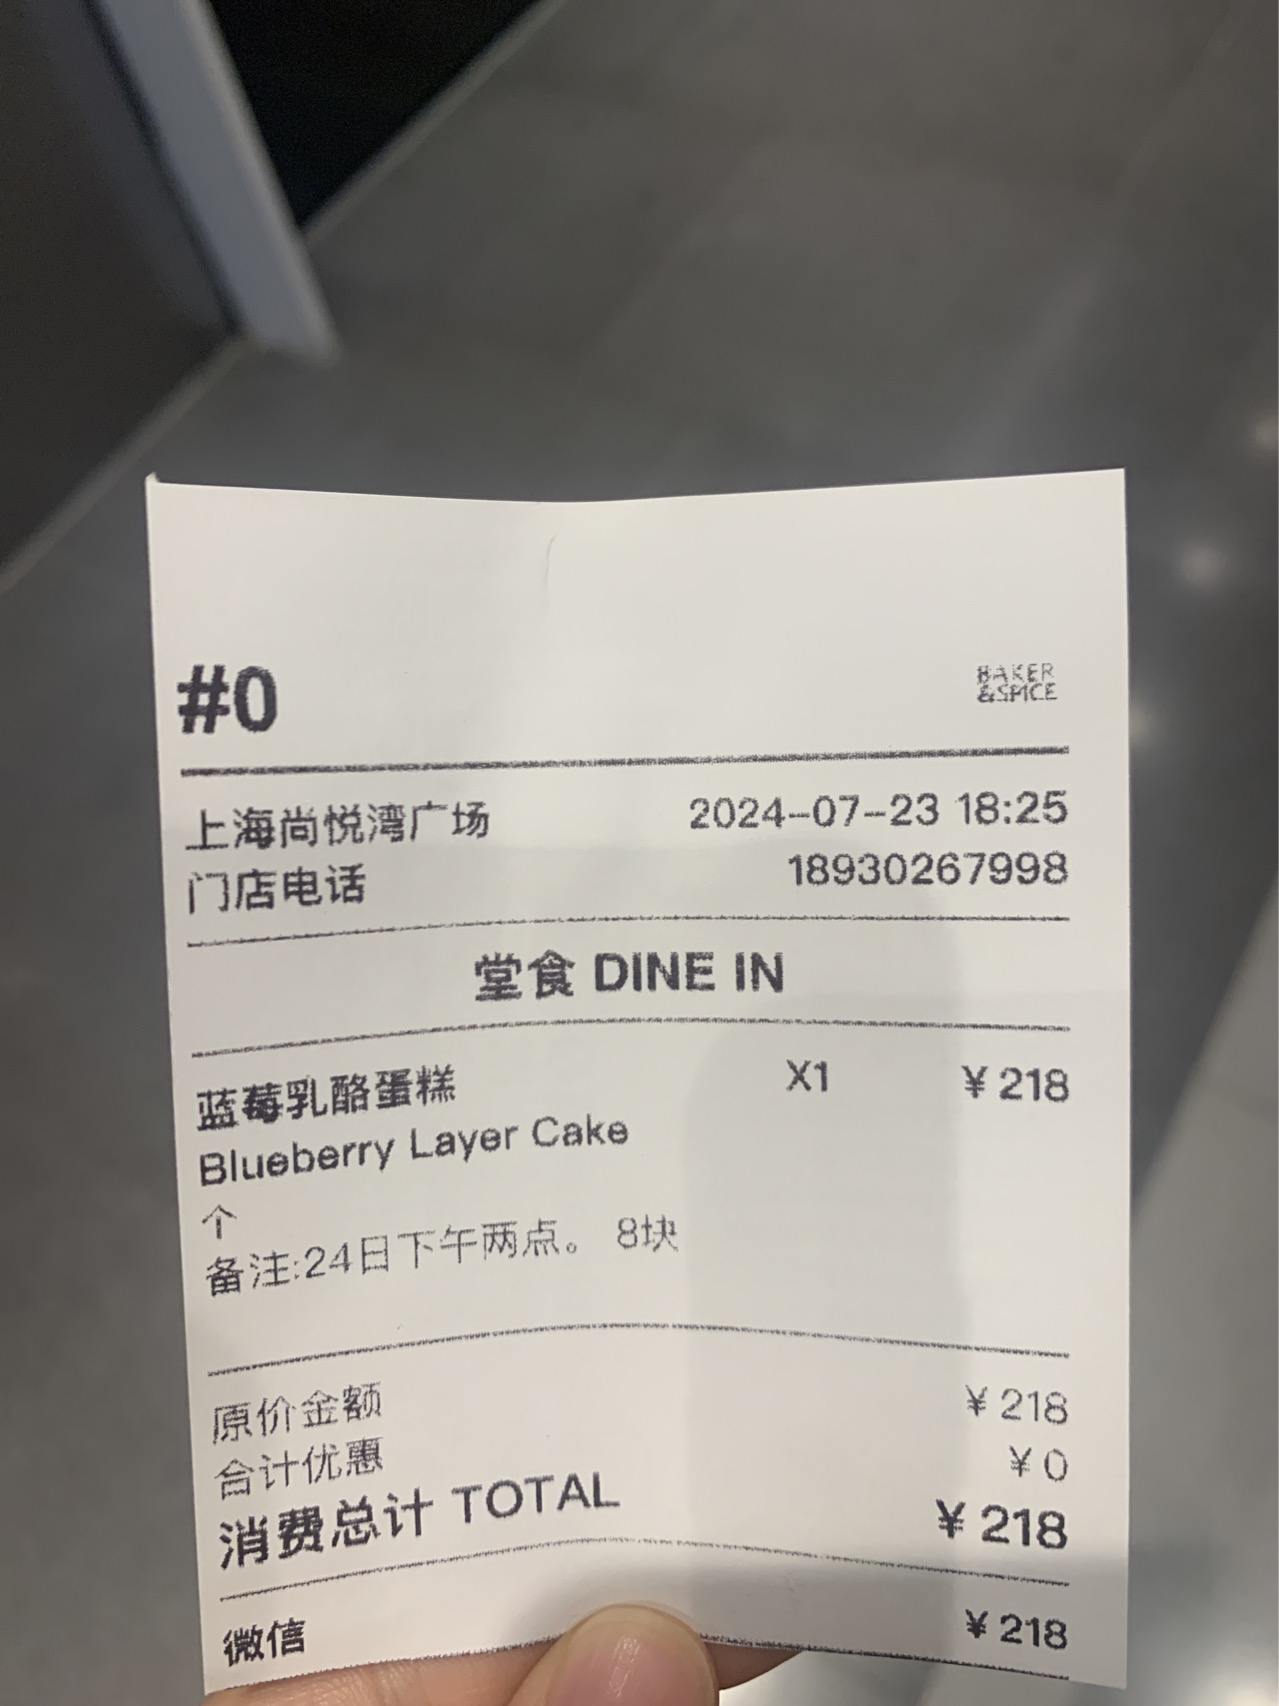 #0
BAKER
&SPICE
上海尚悦湾广场 2024-07-23 18:25
门店电话 18930267998
堂食 DINE IN
蓝莓乳酪蛋糕 X1 ¥218
Blueberry Layer Cake
个
备注:24日下午两点。 8块
原价金额 ¥218
合计优惠 ¥0
消费总计 TOTAL ¥218
微信 ¥218